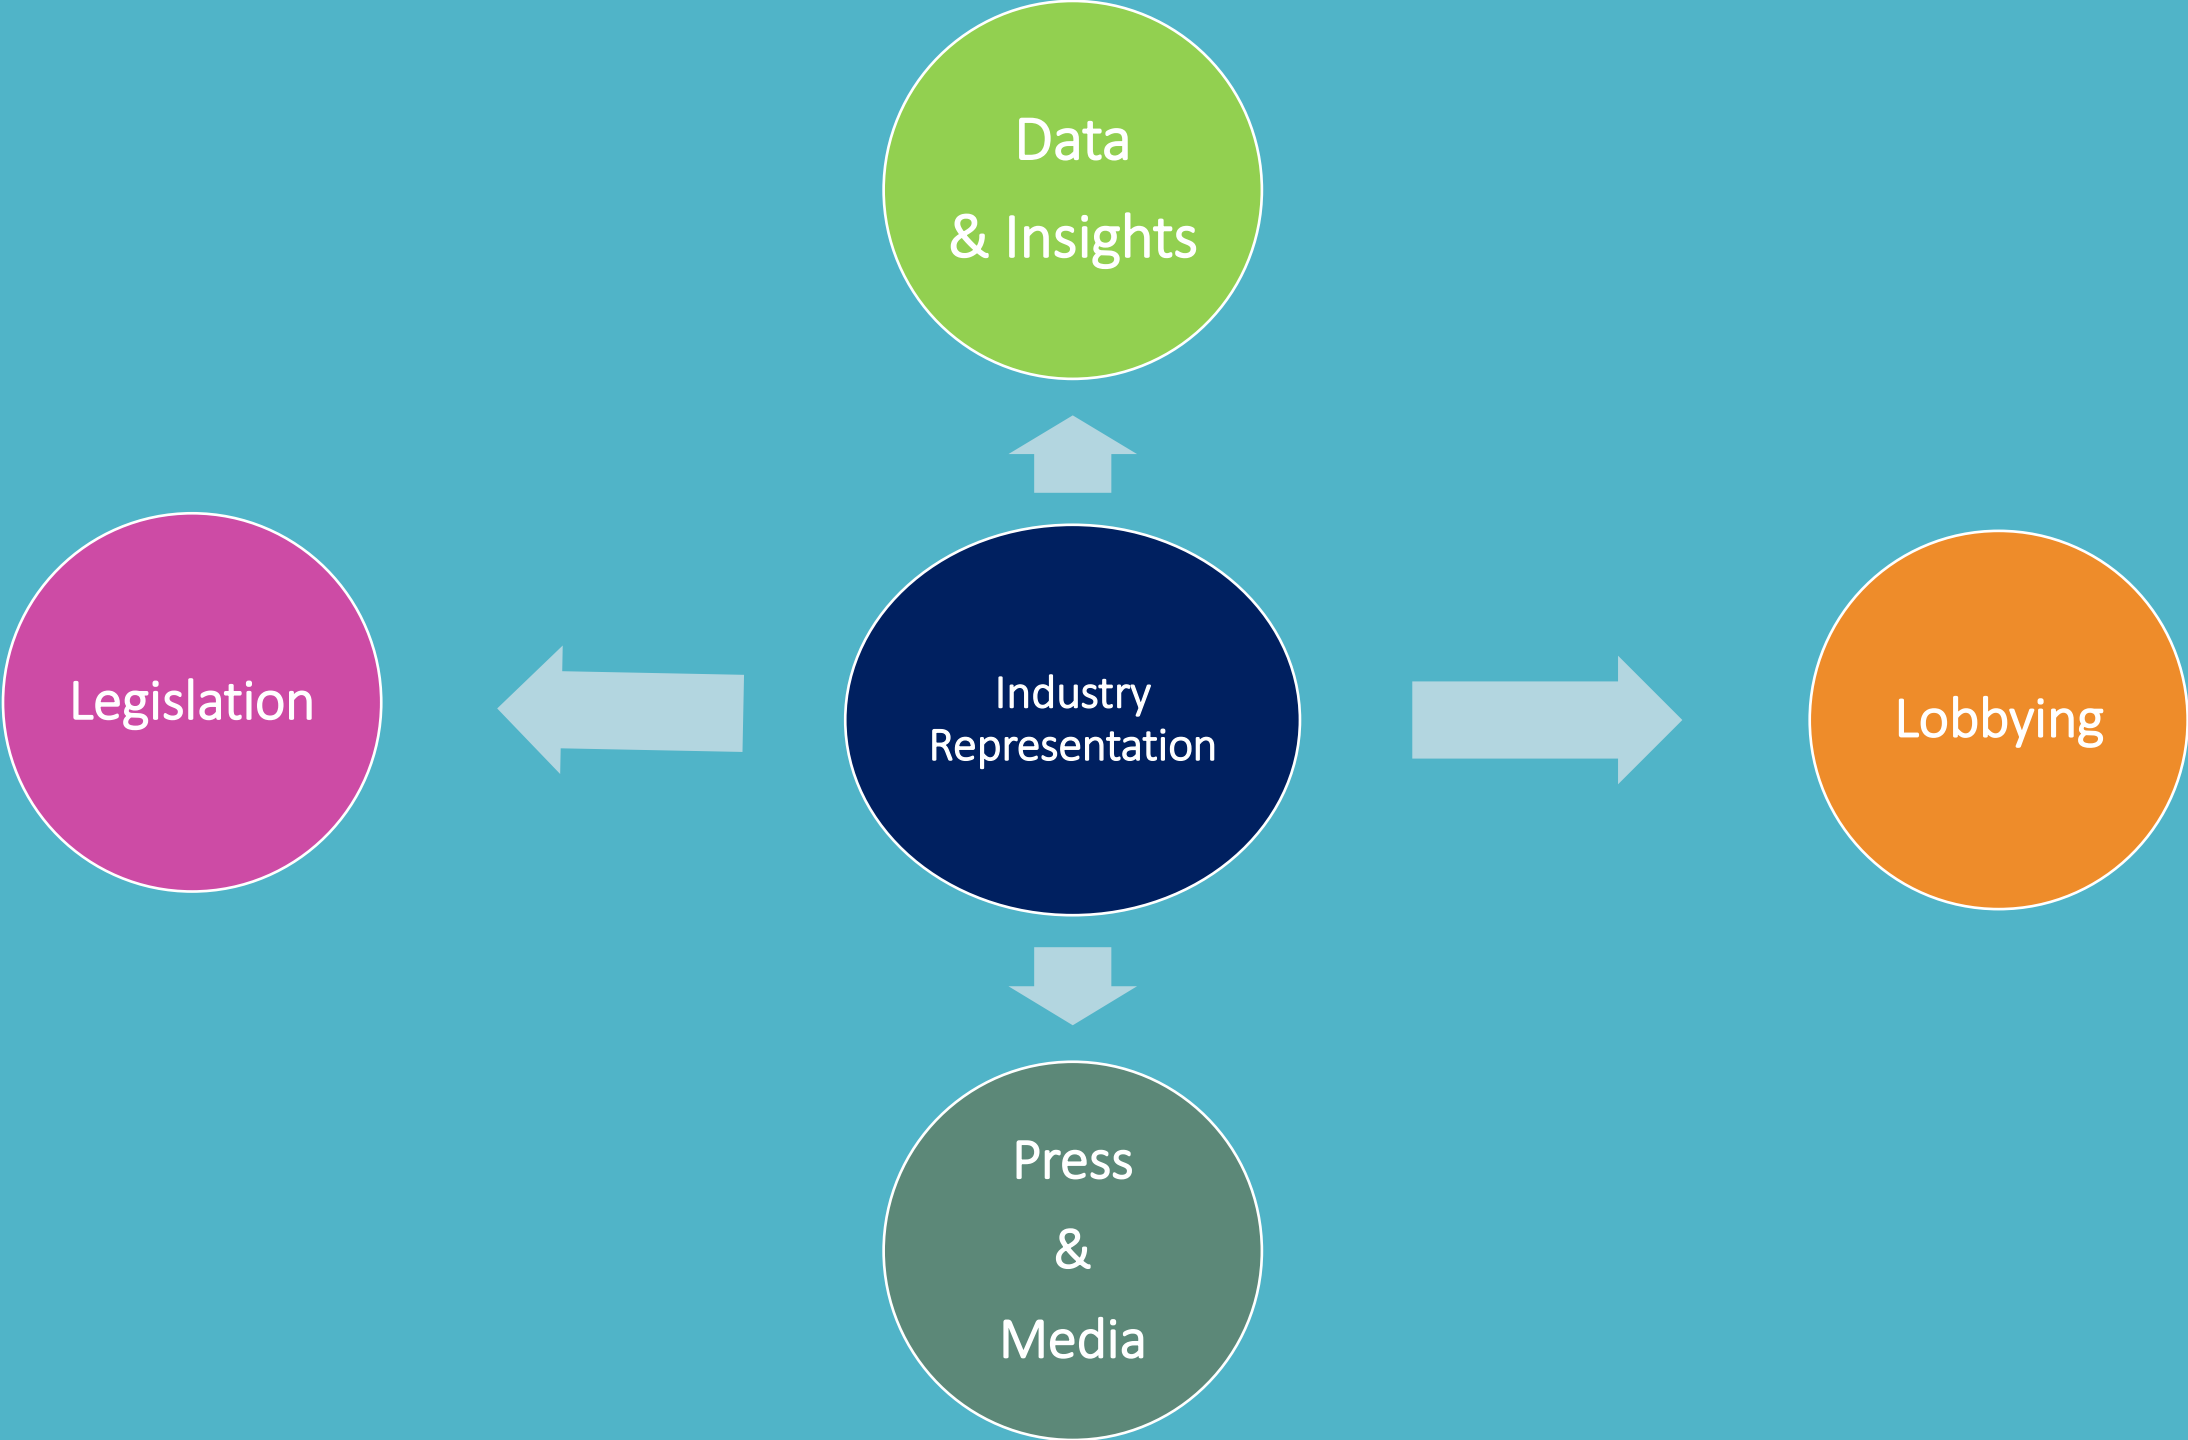 Data
& Insights
Legislation
Industry
Representation
Lobbying
Press
&
Media